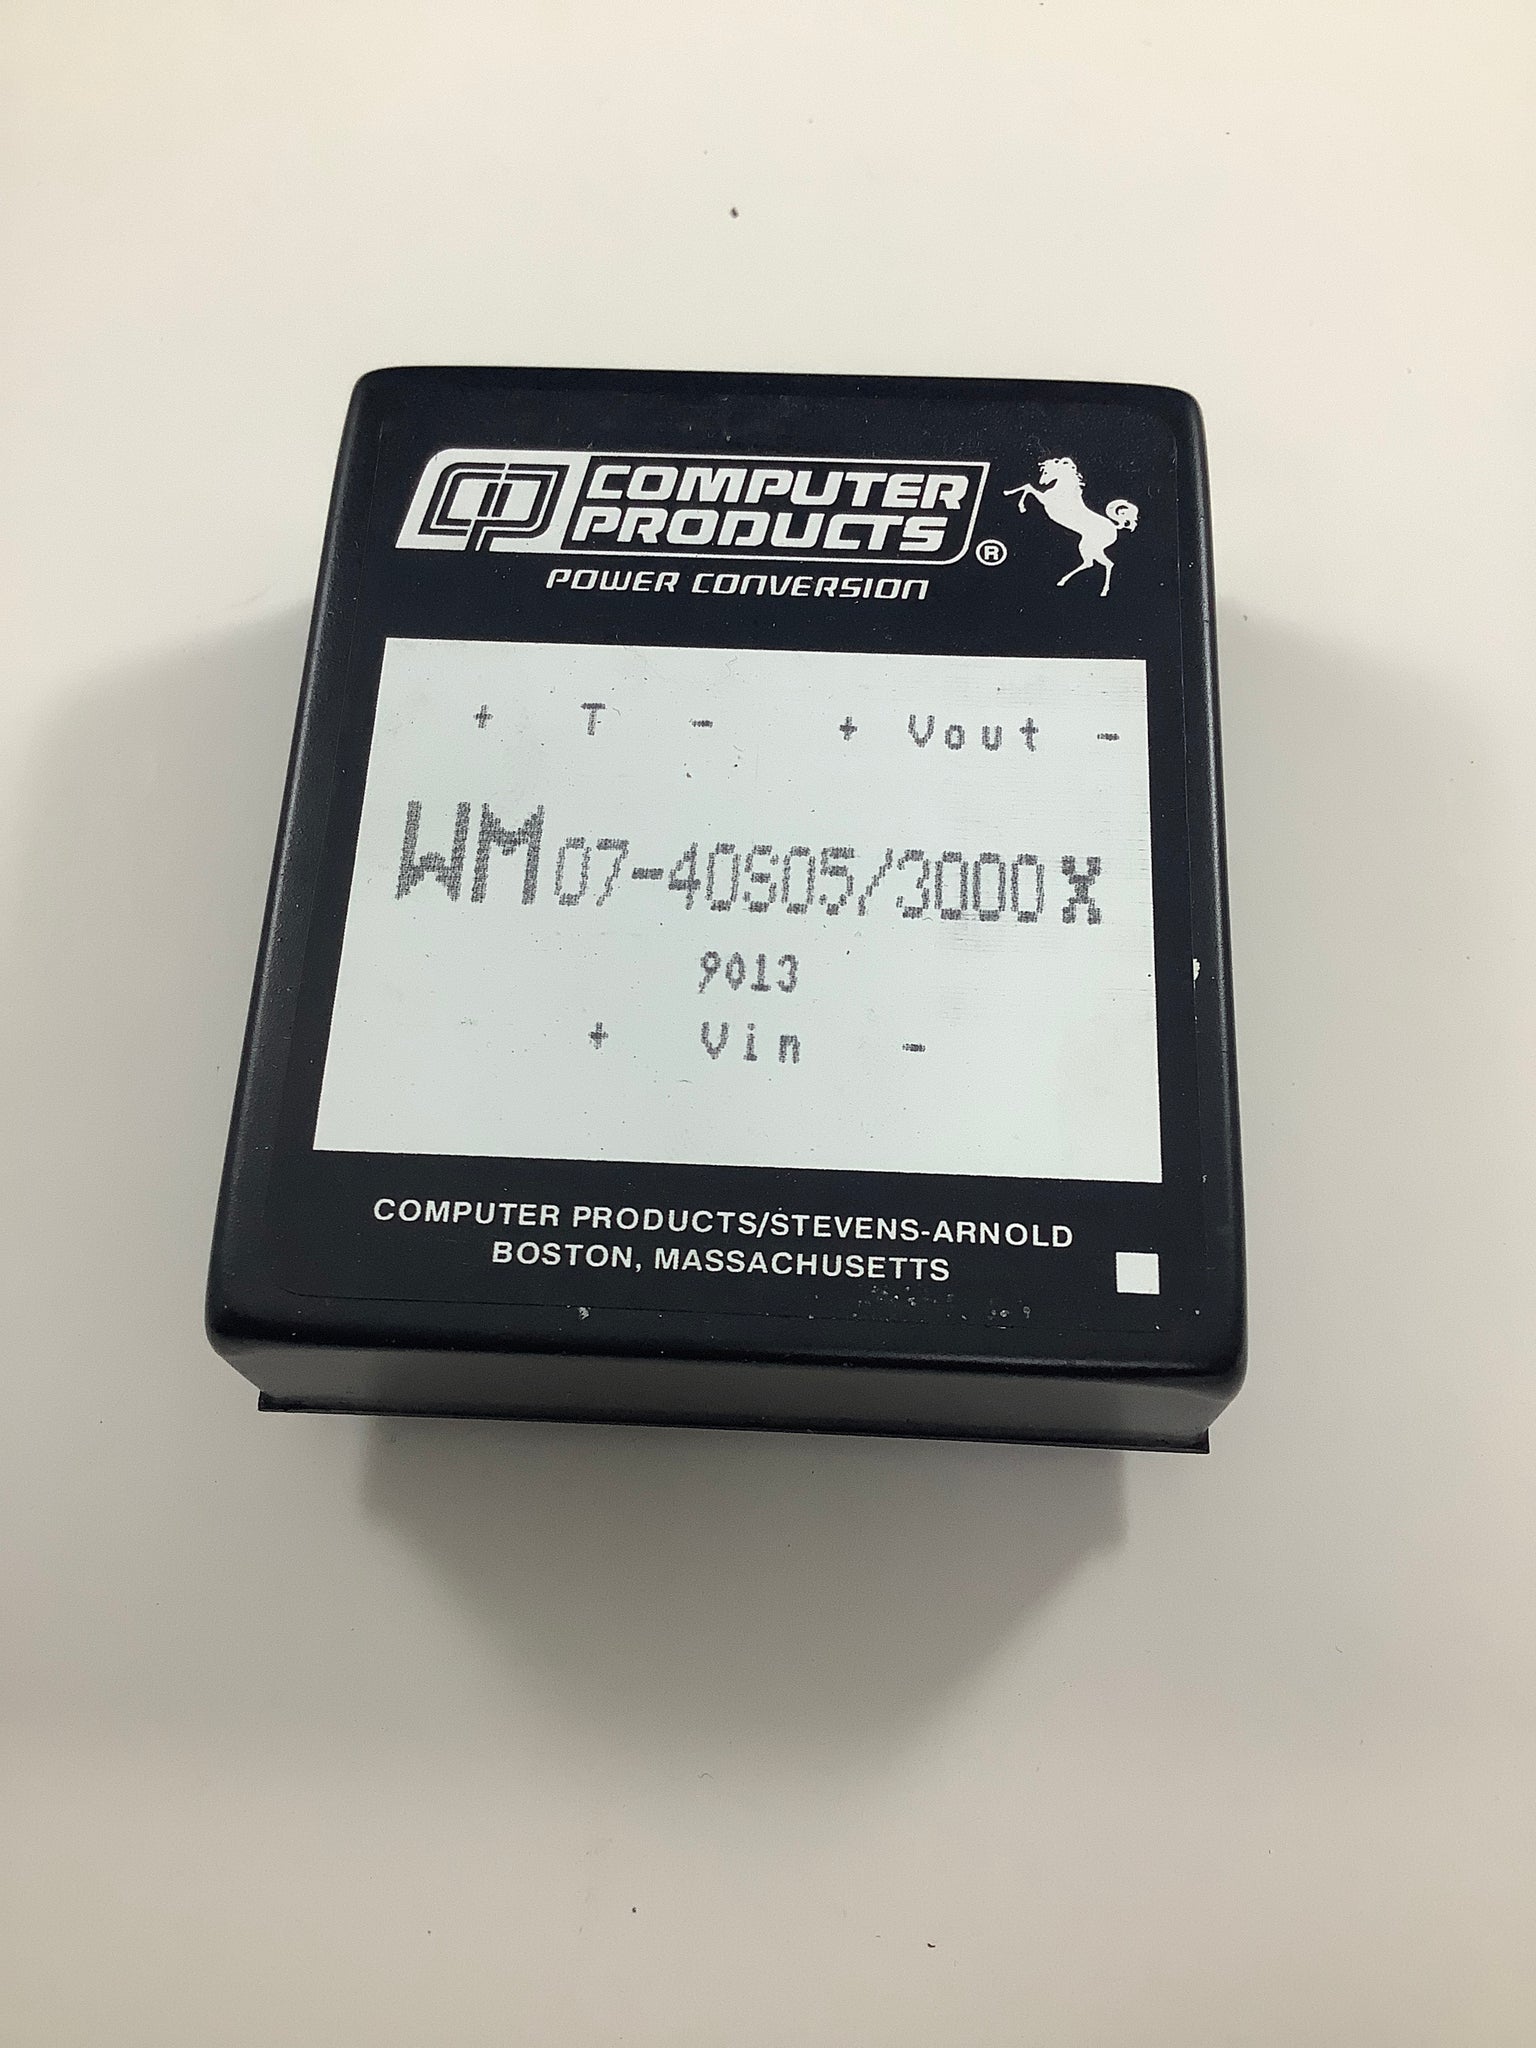 CP COMPUTER
PRODUCTS ®
POWER CONVERSION
+ T - + Vout -
WM07-40S05/3000X
9013
+ Vin -
COMPUTER PRODUCTS/STEVENS-ARNOLD
BOSTON, MASSACHUSETTS